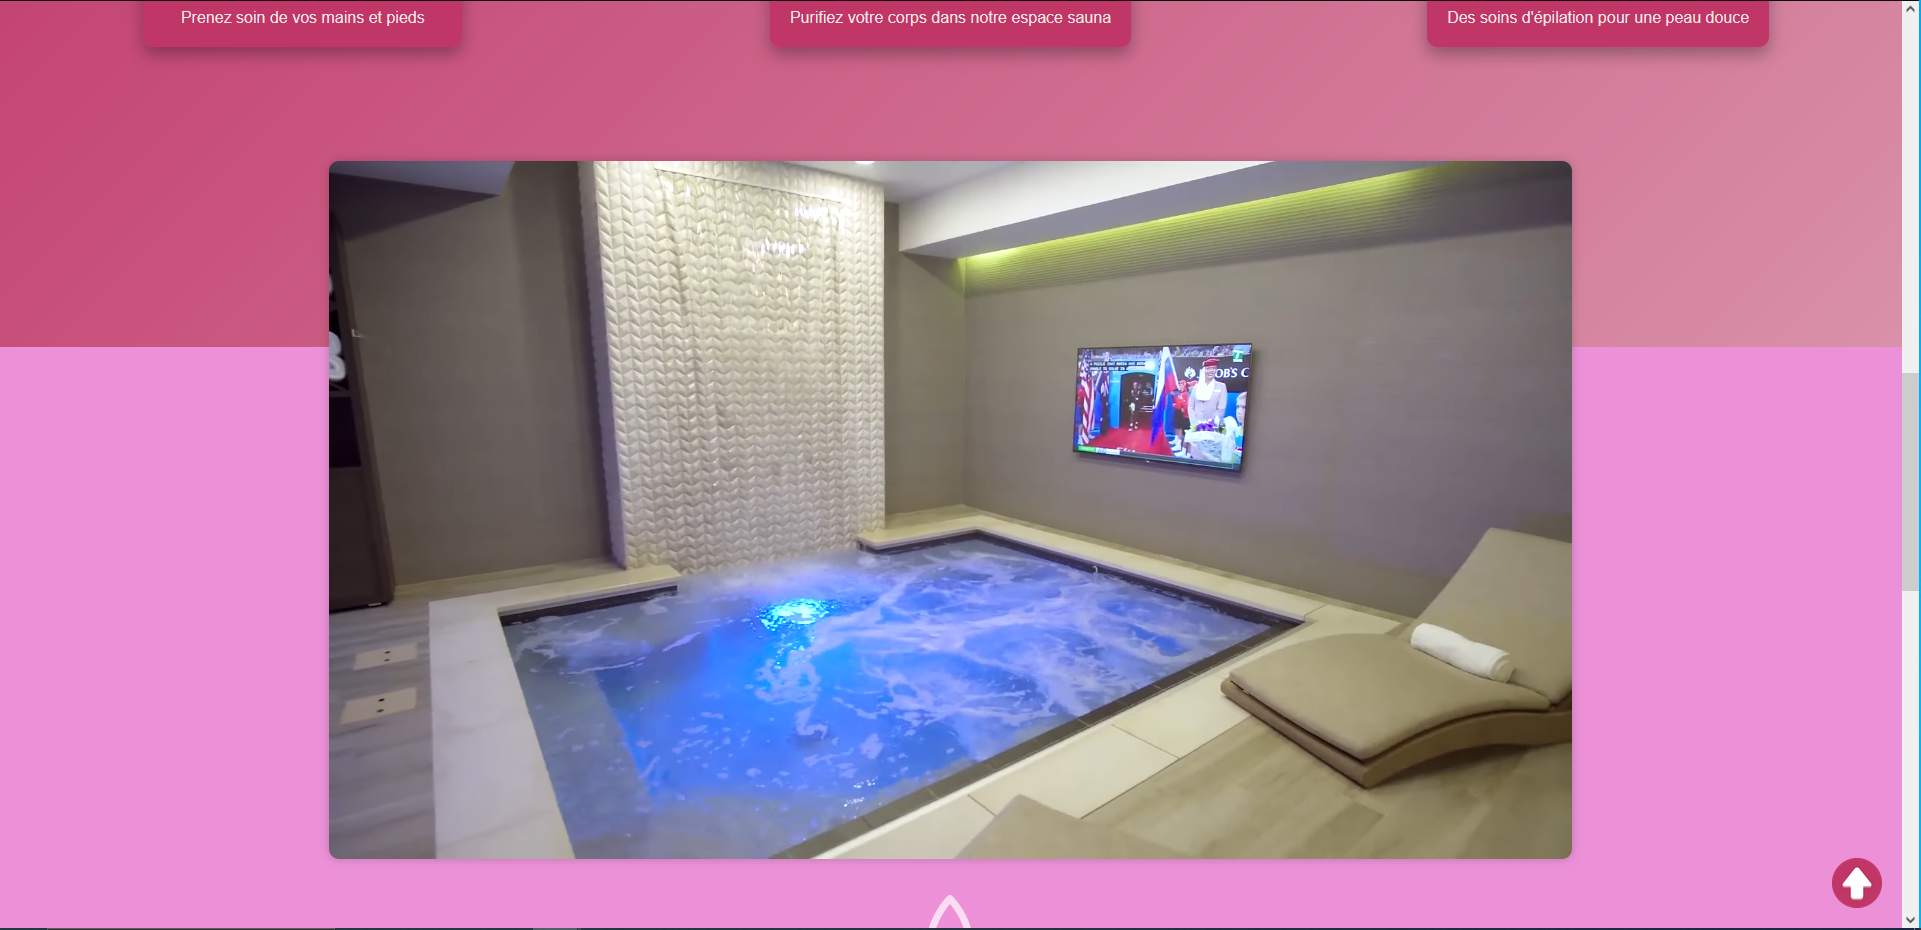 Prenez soin de vos mains et pieds
Purifiez votre corps dans notre espace sauna
Des soins d'épilation pour une peau douce
OB'S C